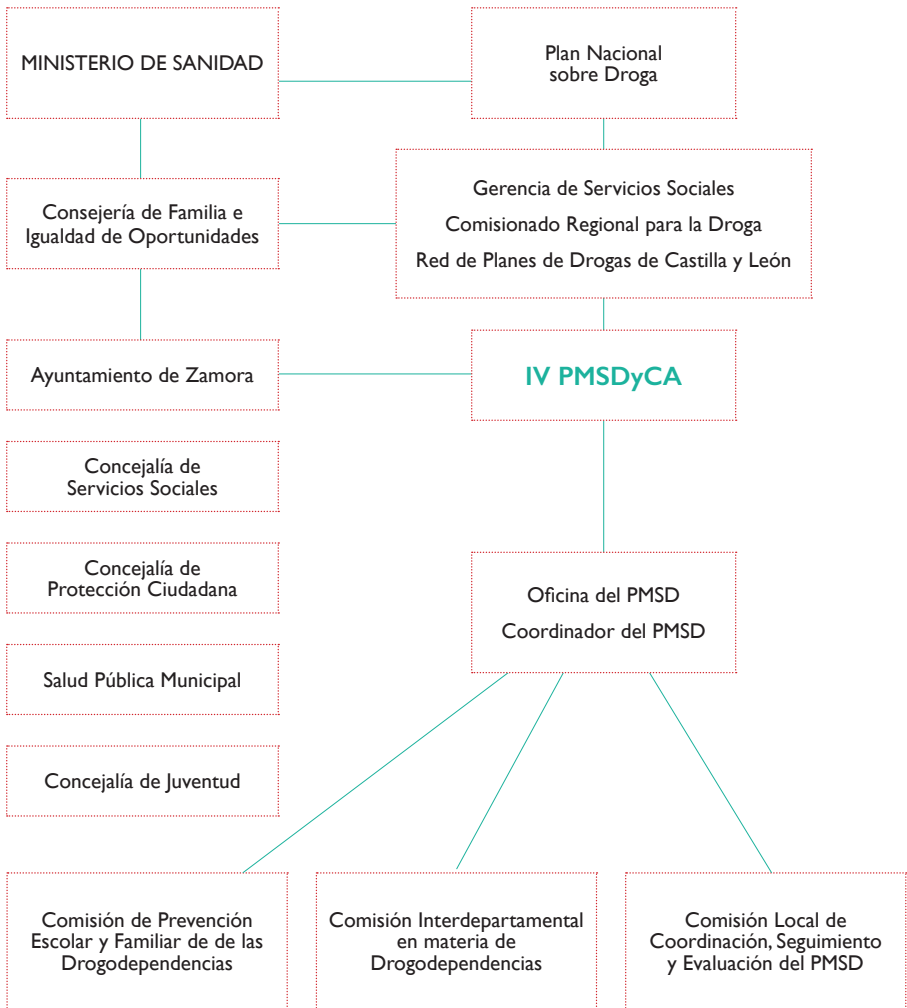 MINISTERIO DE SANIDAD
Plan Nacional
sobre Droga
Consejería de Familia e
Igualdad de Oportunidades
Gerencia de Servicios Sociales
Comisionado Regional para la Droga
Red de Planes de Drogas de Castilla y León
Ayuntamiento de Zamora
IV PMSDyCA
Concejalía de
Servicios Sociales
Concejalía de
Protección Ciudadana
Oficina del PMSD
Coordinador del PMSD
Salud Pública Municipal
Concejalía de Juventud
Comisión de Prevención
Escolar y Familiar de de las
Drogodependencias
Comisión Interdepartamental
en materia de
Drogodependencias
Comisión Local de
Coordinación, Seguimiento
y Evaluación del PMSD